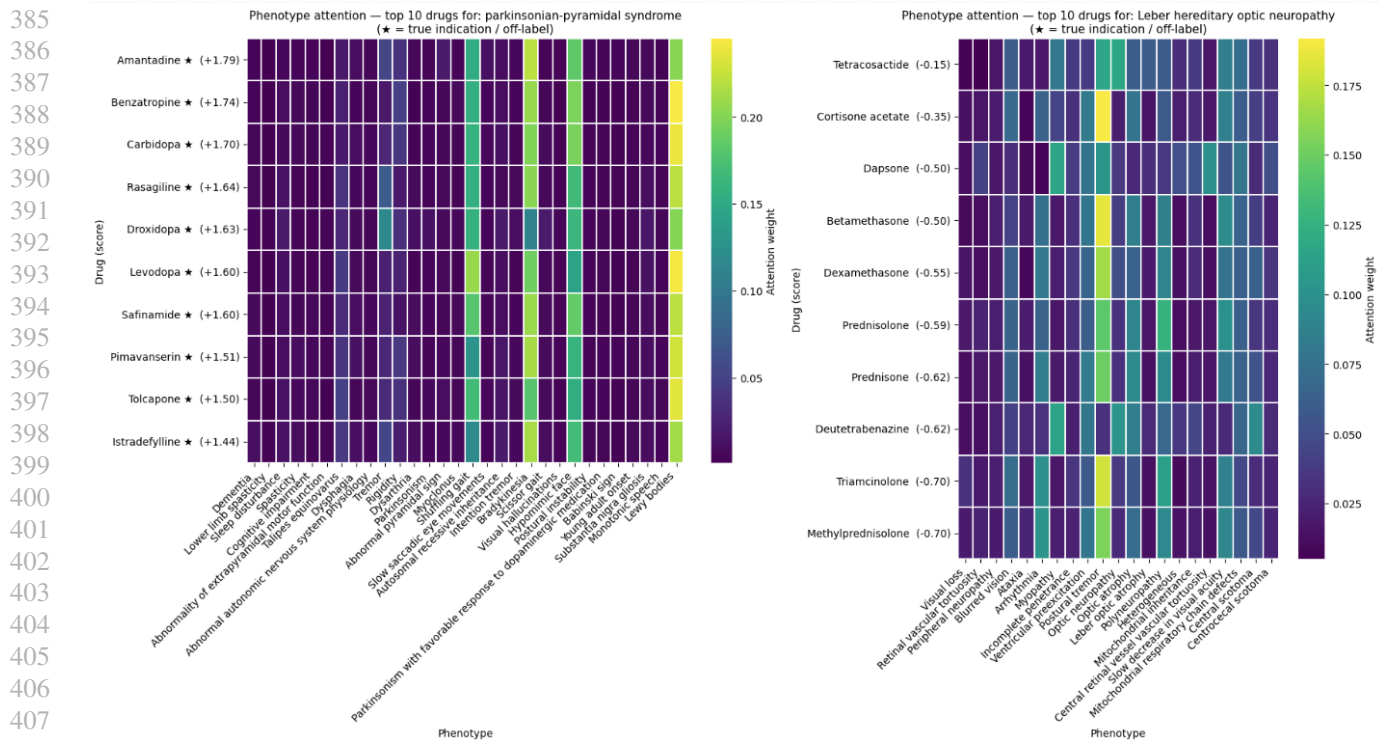 385
386
387
388
389
390
391
392
393
394
395
396
397
398
399
400
401
402
403
404
405
406
407
Phenotype attention — top 10 drugs for: parkinsonian-pyramidal syndrome
(★ = true indication / off-label)
Drug (score)
Amantadine ★ (+1.79)
Benzatropine ★ (+1.74)
Carbidopa ★ (+1.70)
Rasagiline ★ (+1.64)
Droxidopa ★ (+1.63)
Levodopa ★ (+1.60)
Safinamide ★ (+1.60)
Pimavanserin ★ (+1.51)
Tolcapone ★ (+1.50)
Istradefylline ★ (+1.44)
Dementia
Lower limb spasticity
Sleep disturbance
Spasticity
Cognitive impairment
Abnormality of extrapyramidal motor function
Talipes equinovarus
Dysphagia
Abnormal autonomic nervous system physiology
Tremor
Rigidity
Dysarthria
Parkinsonism
Abnormal pyramidal sign
Myoclonus
Shuffling gait
Slow saccadic eye movements
Autosomal recessive inheritance
Intention tremor
Bradykinesia
Scissor gait
Visual hallucinations
Hypomimic face
Postural instability
Parkinsonism with favorable response to dopaminergic medication
Babinski sign
Young adult onset
Substantia nigra gliosis
Monotonic speech
Lewy bodies
Phenotype
0.20
0.15
0.10
0.05
Attention weight
Phenotype attention — top 10 drugs for: Leber hereditary optic neuropathy
(★ = true indication / off-label)
Drug (score)
Tetracosactide (-0.15)
Cortisone acetate (-0.35)
Dapsone (-0.50)
Betamethasone (-0.50)
Dexamethasone (-0.55)
Prednisolone (-0.59)
Prednisone (-0.62)
Deutetrabenazine (-0.62)
Triamcinolone (-0.70)
Methylprednisolone (-0.70)
Visual loss
Retinal vascular tortuosity
Peripheral neuropathy
Blurred vision
Ataxia
Arrhythmia
Myopathy
Incomplete penetrance
Ventricular preexcitation
Postural tremor
Optic neuropathy
Optic atrophy
Leber optic atrophy
Polyneuropathy
Heterogeneous
Mitochondrial inheritance
Central retinal vessel vascular tortuosity
Slow decrease in visual acuity
Mitochondrial respiratory chain defects
Central scotoma
Centrocecal scotoma
Phenotype
0.175
0.150
0.125
0.100
0.075
0.050
0.025
Attention weight